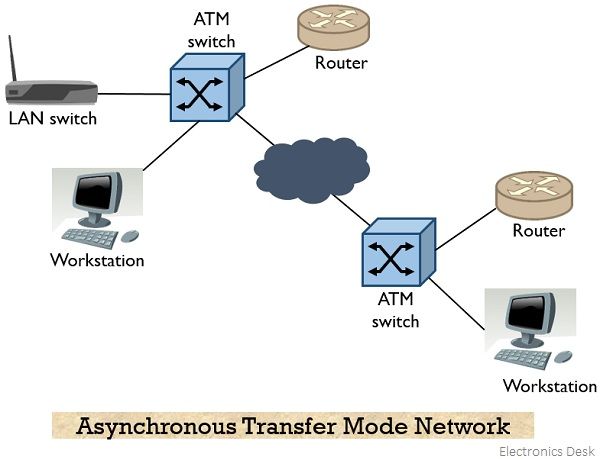 ATM
switch
Router
LAN switch
Workstation
Router
ATM
switch
Workstation
Asynchronous Transfer Mode Network
Electronics Desk